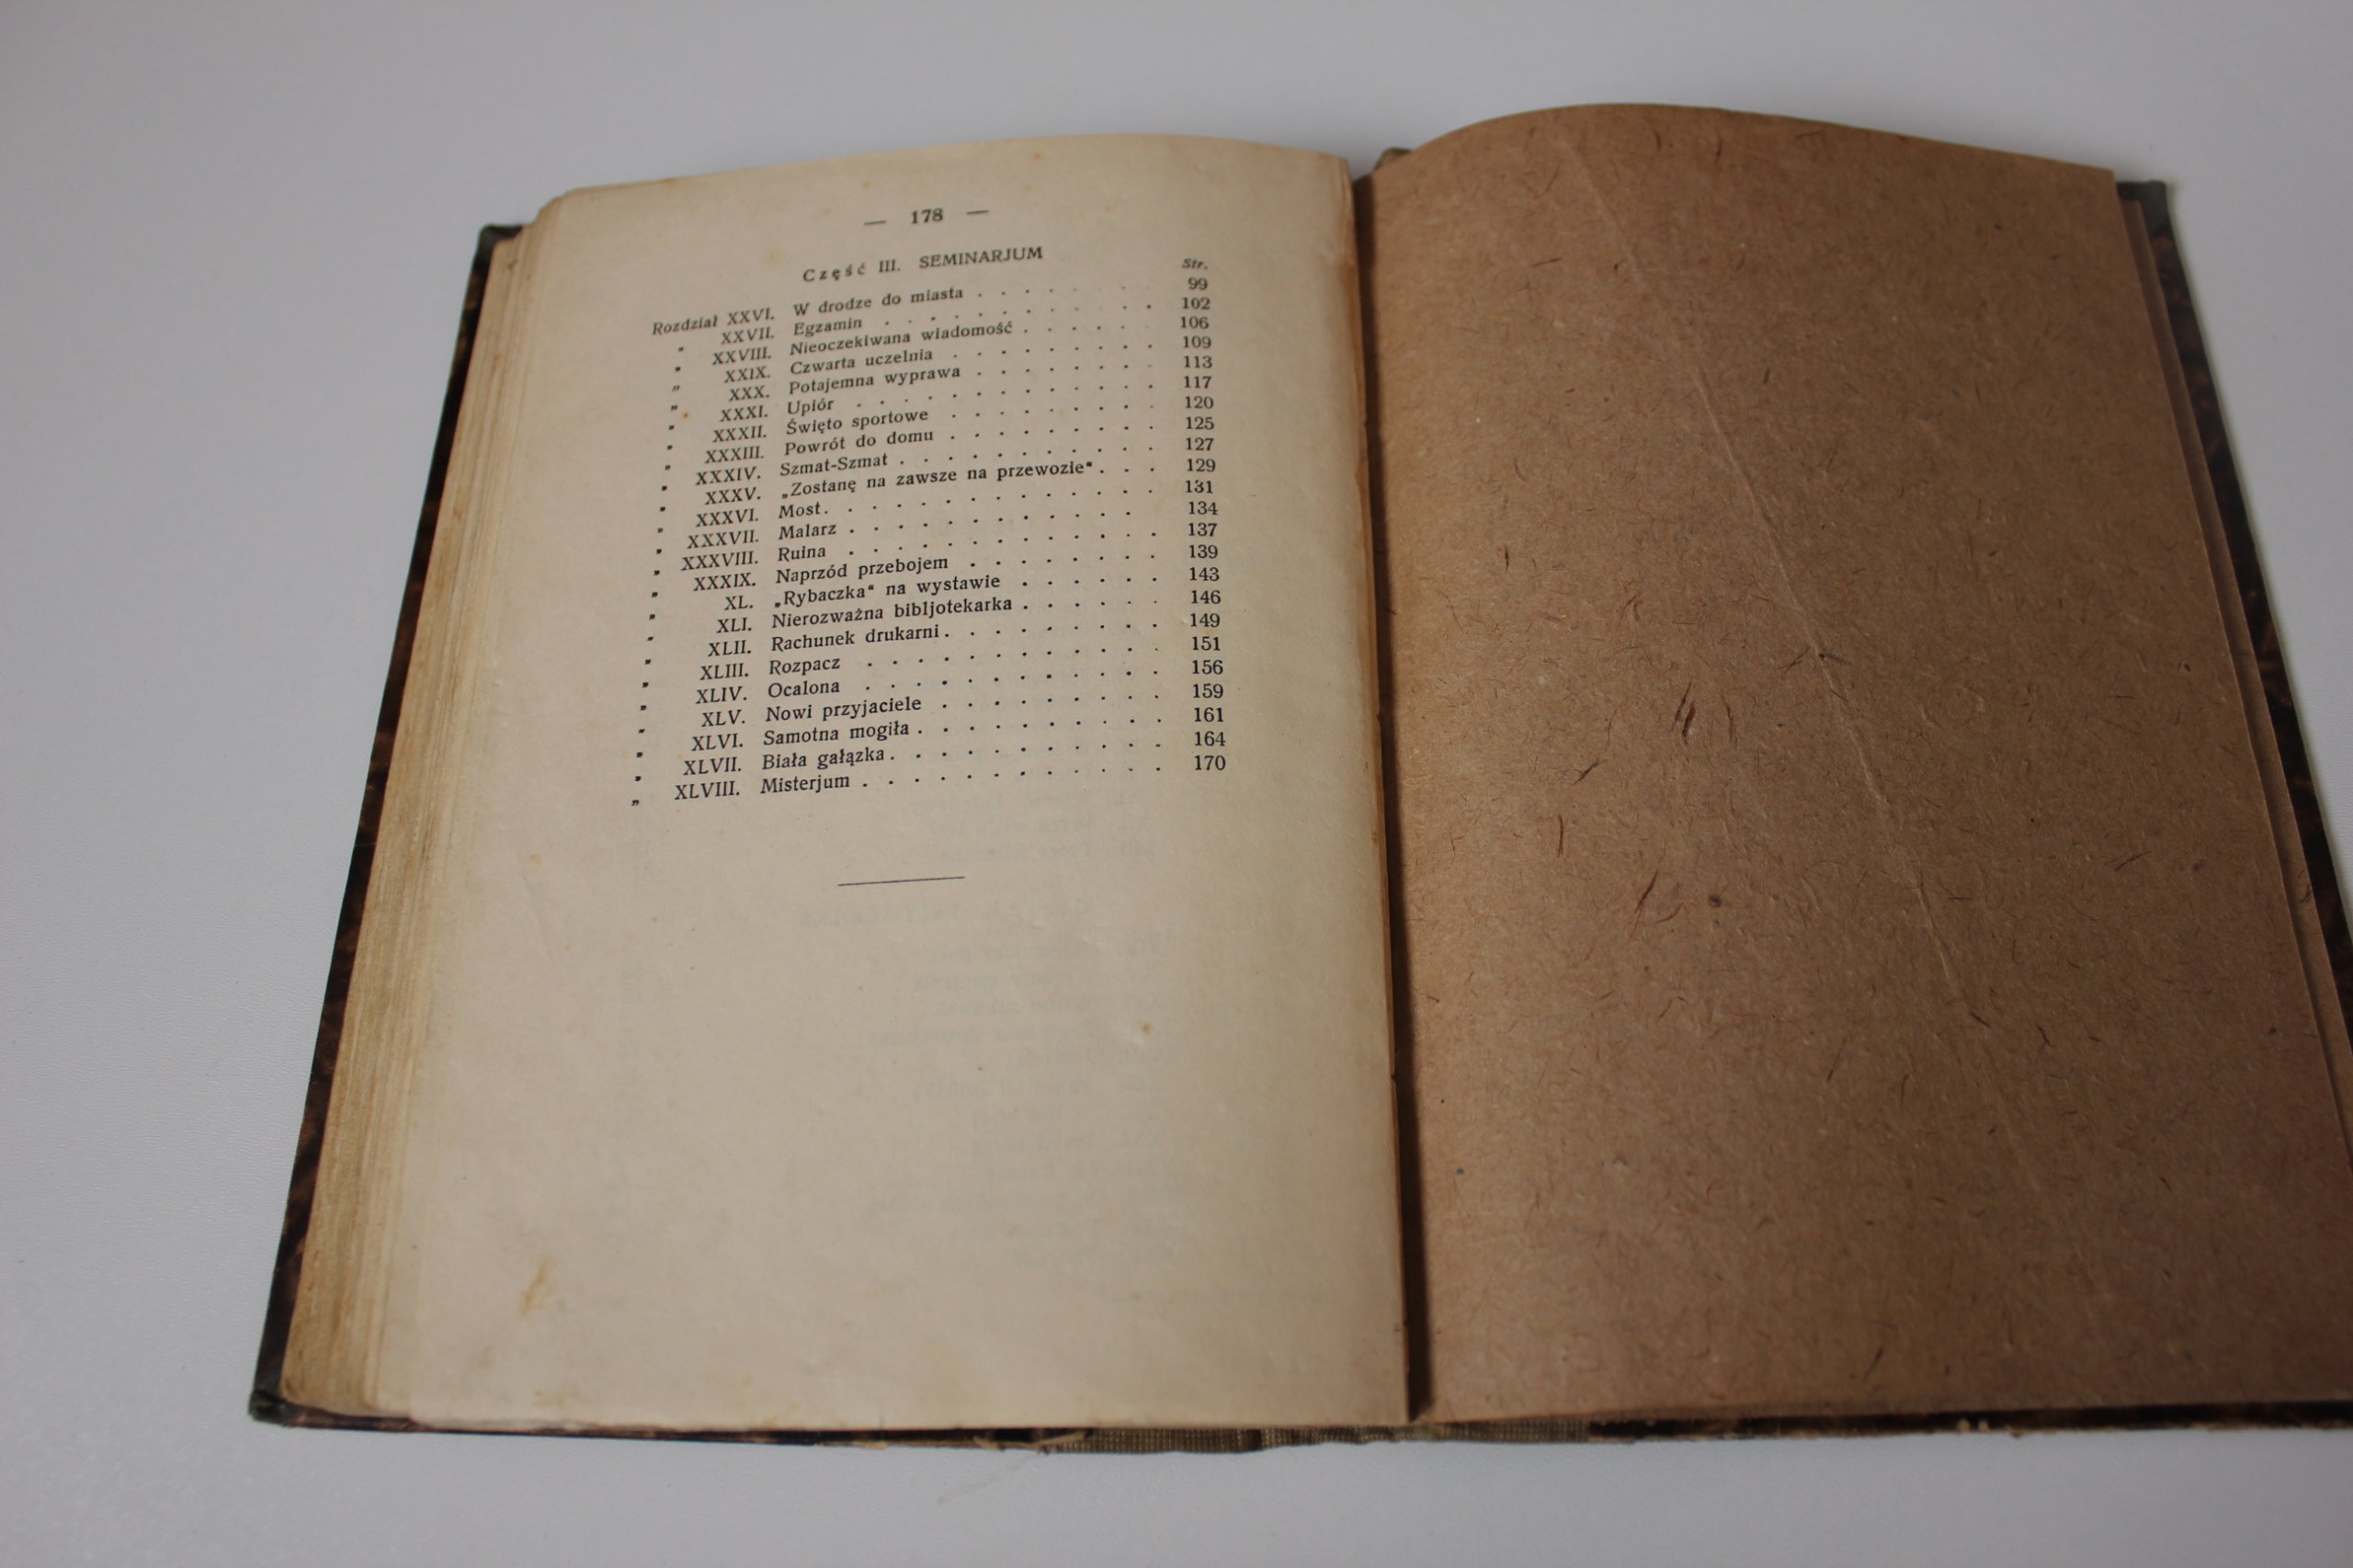 — 178 —
Część III. SEMINARJUM
Str.
Rozdział XXVI. W drodze do miasta . . . . . . . . 99
" XXVII. Egzamin . . . . . . . . . . . . 102
" XXVIII. Nieoczekiwana wiadomość . . . . . . 106
" XXIX. Czwarta uczelnia . . . . . . . . . 109
" XXX. Potajemna wyprawa . . . . . . . . 113
" XXXI. Upiór . . . . . . . . . . . . . 117
" XXXII. Święto sportowe . . . . . . . . . 120
" XXXIII. Powrót do domu . . . . . . . . . 125
" XXXIV. Szmat-Szmat . . . . . . . . . . . 127
" XXXV. „Zostanę na zawsze na przewozie“ . . . 129
" XXXVI. Most . . . . . . . . . . . . . . 131
" XXXVII. Malarz . . . . . . . . . . . . 134
" XXXVIII. Ruina . . . . . . . . . . . . . 137
" XXXIX. Naprzód przebojem . . . . . . . . 139
" XL. „Rybaczka“ na wystawie . . . . . . 143
" XLI. Nierozważna bibljotekarka . . . . . . 146
" XLII. Rachunek drukarni . . . . . . . . . 149
" XLIII. Rozpacz . . . . . . . . . . . . 151
" XLIV. Ocalona . . . . . . . . . . . . 156
" XLV. Nowi przyjaciele . . . . . . . . . 159
" XLVI. Samotna mogiła . . . . . . . . . . 161
" XLVII. Biała gałązka . . . . . . . . . . . 164
" XLVIII. Misterjum . . . . . . . . . . . . 170